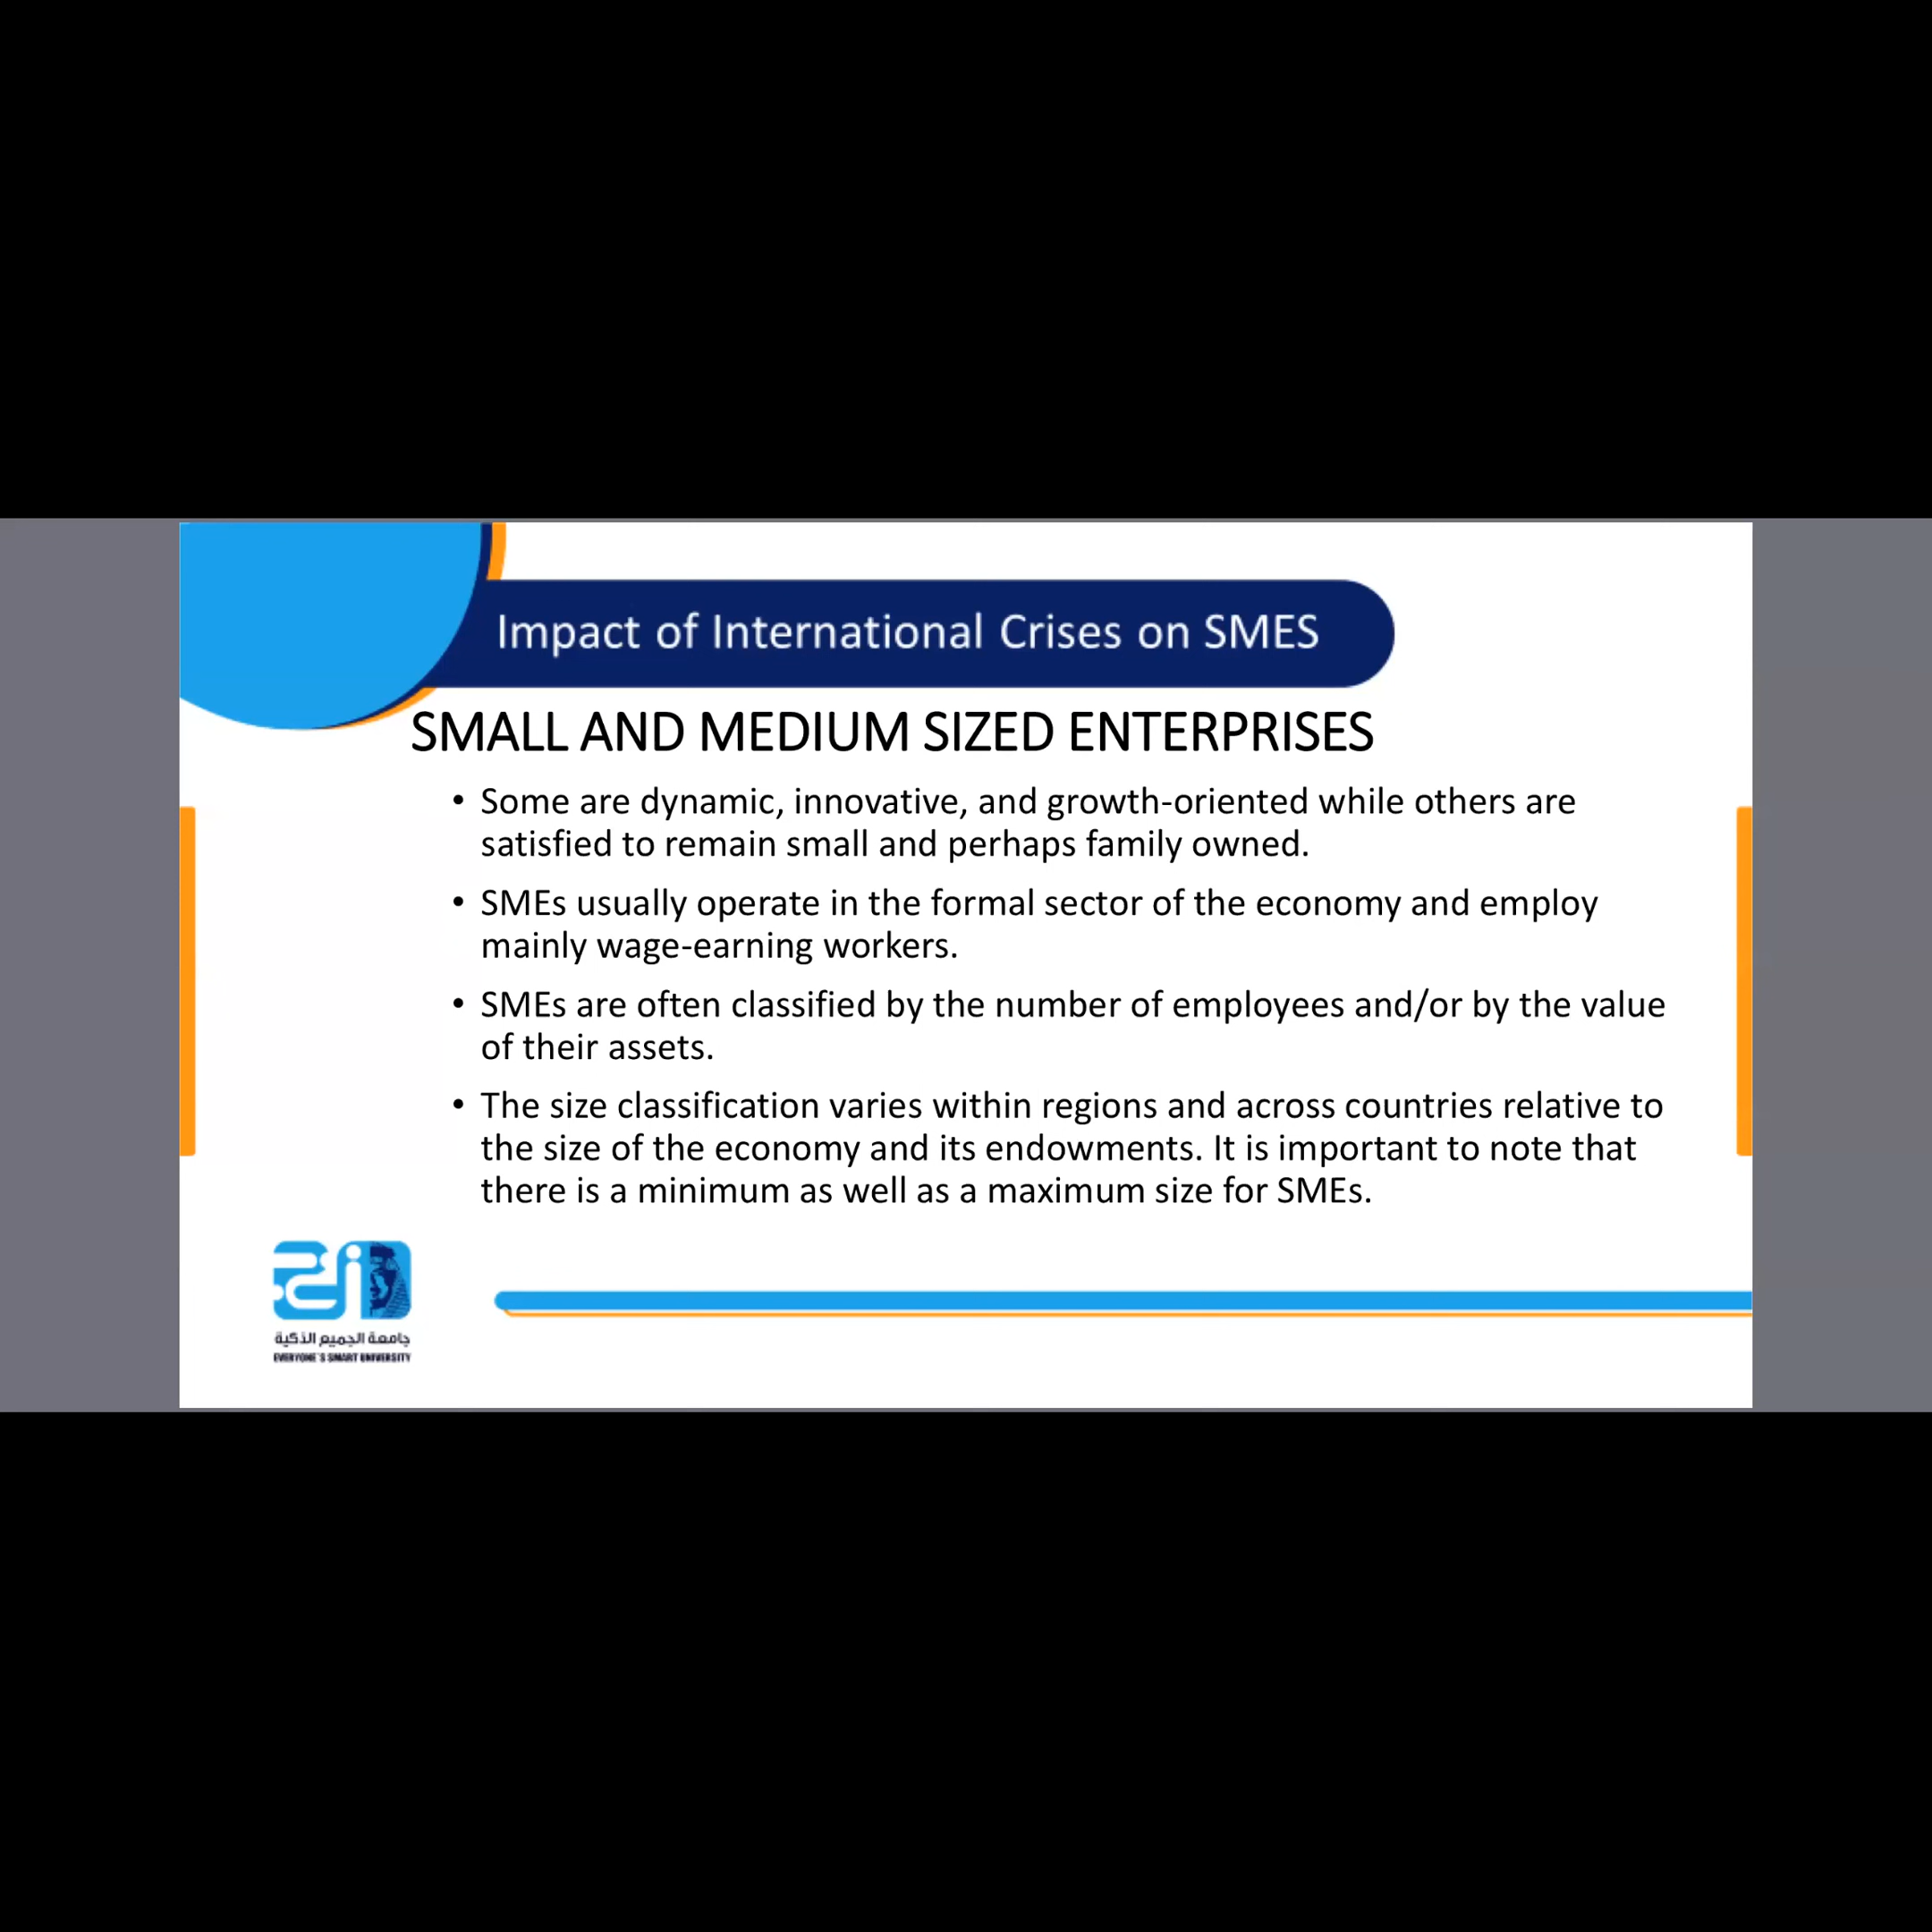 Impact of International Crises on SMES
SMALL AND MEDIUM SIZED ENTERPRISES
• Some are dynamic, innovative, and growth-oriented while others are
satisfied to remain small and perhaps family owned.
• SMEs usually operate in the formal sector of the economy and employ
mainly wage-earning workers.
• SMEs are often classified by the number of employees and/or by the value
of their assets.
• The size classification varies within regions and across countries relative to
the size of the economy and its endowments. It is important to note that
there is a minimum as well as a maximum size for SMEs.
جامعة الجميع الذكية
EVERYONE`S SMART UNIVERSITY